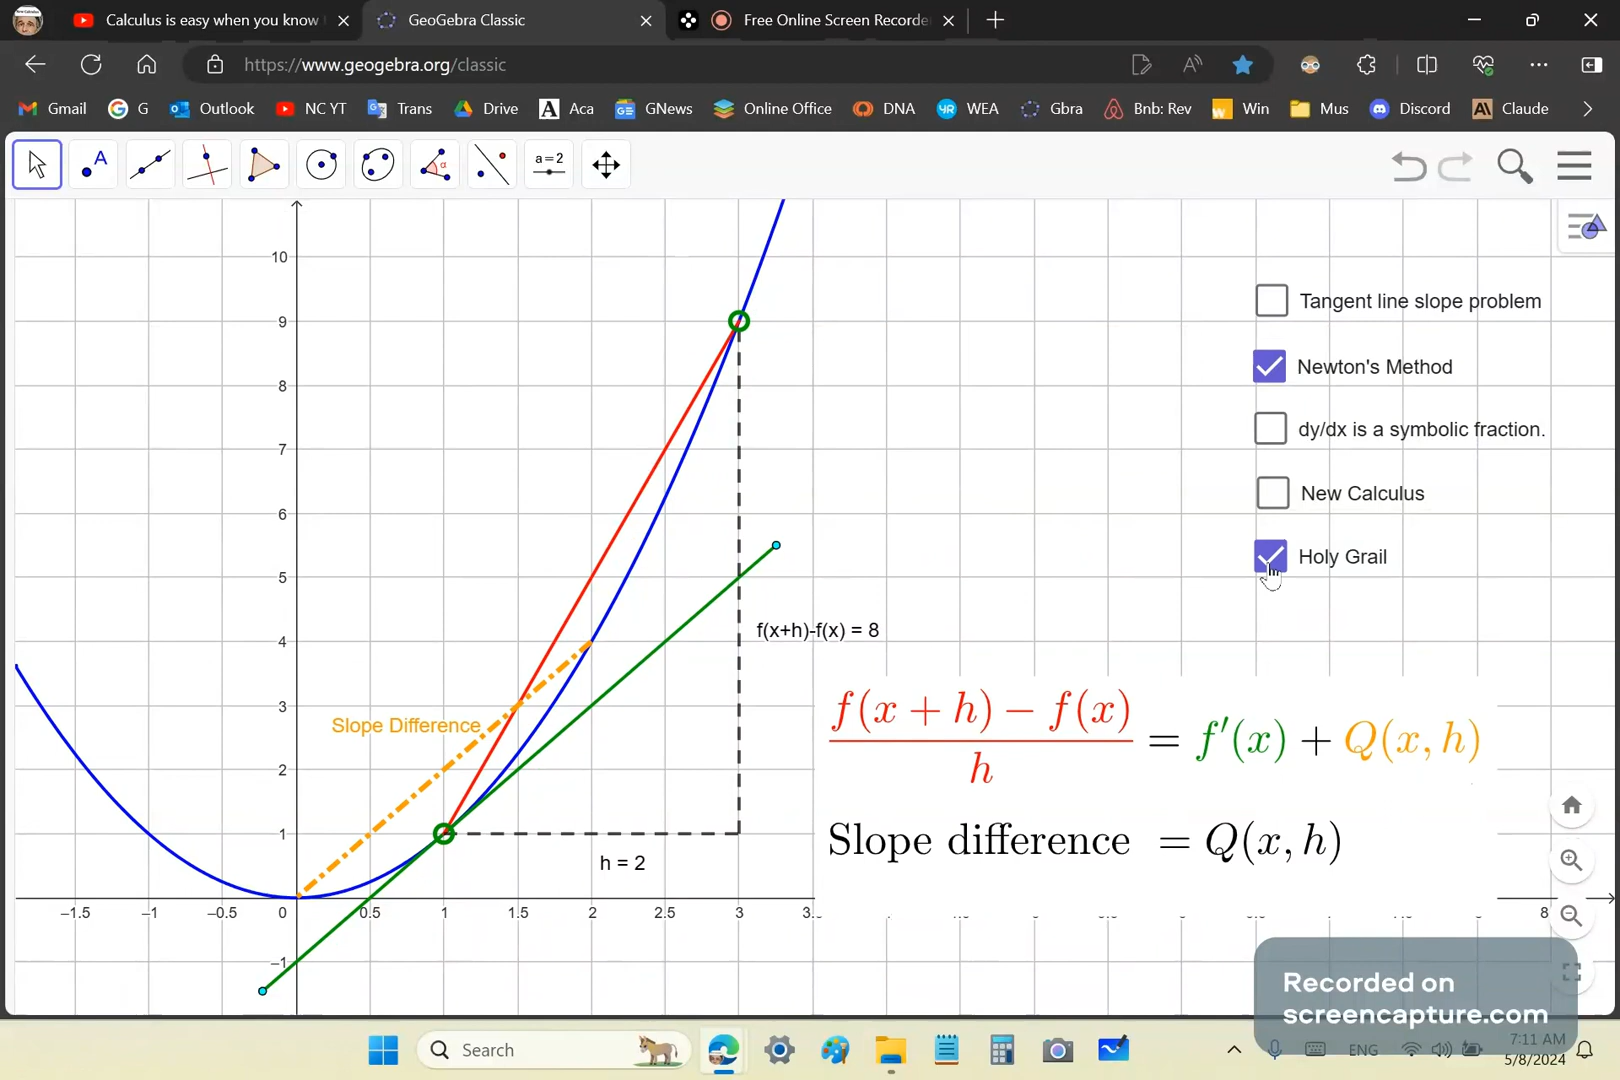 Calculus is easy when you know
GeoGebra Classic
Free Online Screen Recorde
https://www.geogebra.org/classic
Gmail
G
Outlook
NC YT
Trans
Drive
Aca
GNews
Online Office
DNA
WEA
Gbra
Bnb: Rev
Win
Mus
Discord
Claude
A
α
a=2
10
9
8
7
6
5
4
3
2
1
−1
−1.5
−1
−0.5
0
0.5
1
1.5
2
2.5
3
8
Tangent line slope problem
Newton's Method
dy/dx is a symbolic fraction.
New Calculus
Holy Grail
f(x+h)-f(x) = 8
Slope Difference
h = 2
f(x + h) − f(x)
h
= f′(x) + Q(x, h)
Slope difference = Q(x, h)
Recorded on
screencapture.com
Search
ENG
7:11 AM
5/8/2024